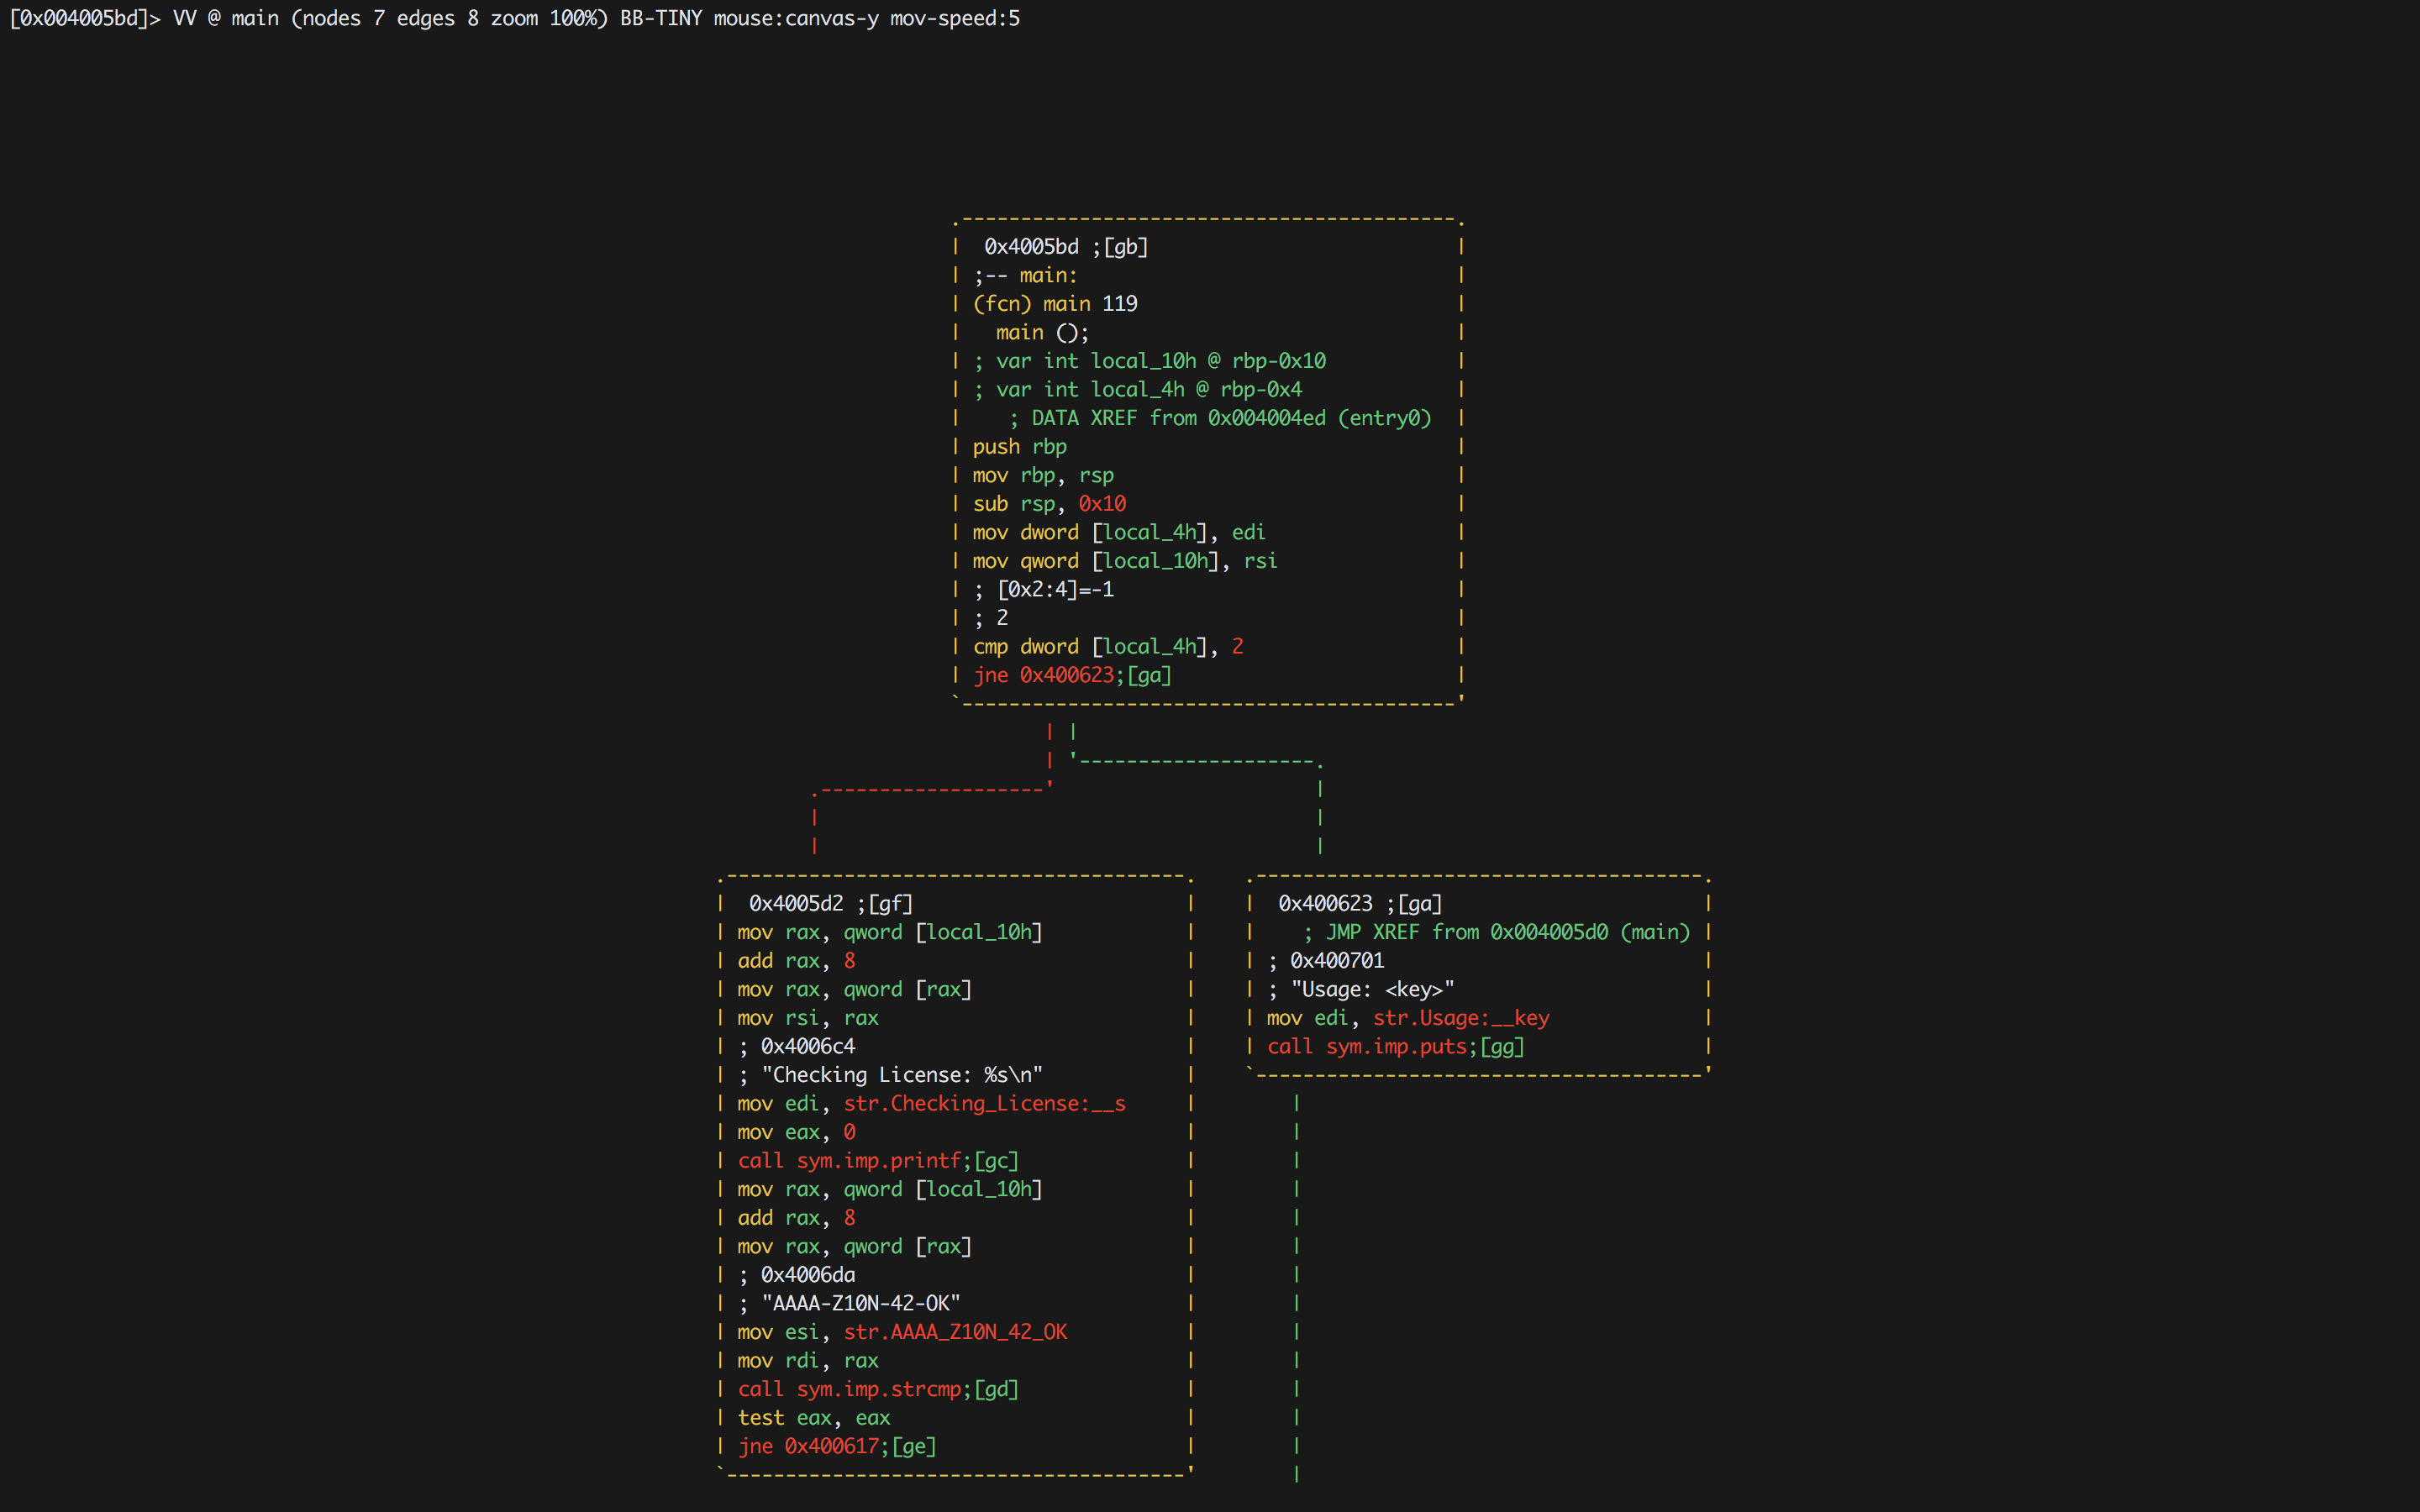 [0x004005bd]> VV @ main (nodes 7 edges 8 zoom 100%) BB-TINY mouse:canvas-y mov-speed:5
0x4005bd ;[gb]
;-- main:
(fcn) main 119
main ();
; var int local_10h @ rbp-0x10
; var int local_4h @ rbp-0x4
; DATA XREF from 0x004004ed (entry0)
push rbp
mov rbp, rsp
sub rsp, 0x10
mov dword [local_4h], edi
mov qword [local_10h], rsi
; [0x2:4]=-1
; 2
cmp dword [local_4h], 2
jne 0x400623;[ga]
0x4005d2 ;[gf]
mov rax, qword [local_10h]
add rax, 8
mov rax, qword [rax]
mov rsi, rax
; 0x4006c4
; "Checking License: %s\n"
mov edi, str.Checking_License:__s
mov eax, 0
call sym.imp.printf;[gc]
mov rax, qword [local_10h]
add rax, 8
mov rax, qword [rax]
; 0x4006da
; "AAAA-Z10N-42-OK"
mov esi, str.AAAA_Z10N_42_OK
mov rdi, rax
call sym.imp.strcmp;[gd]
test eax, eax
jne 0x400617;[ge]
0x400623 ;[ga]
; JMP XREF from 0x004005d0 (main)
; 0x400701
; "Usage: <key>"
mov edi, str.Usage:__key
call sym.imp.puts;[gg]